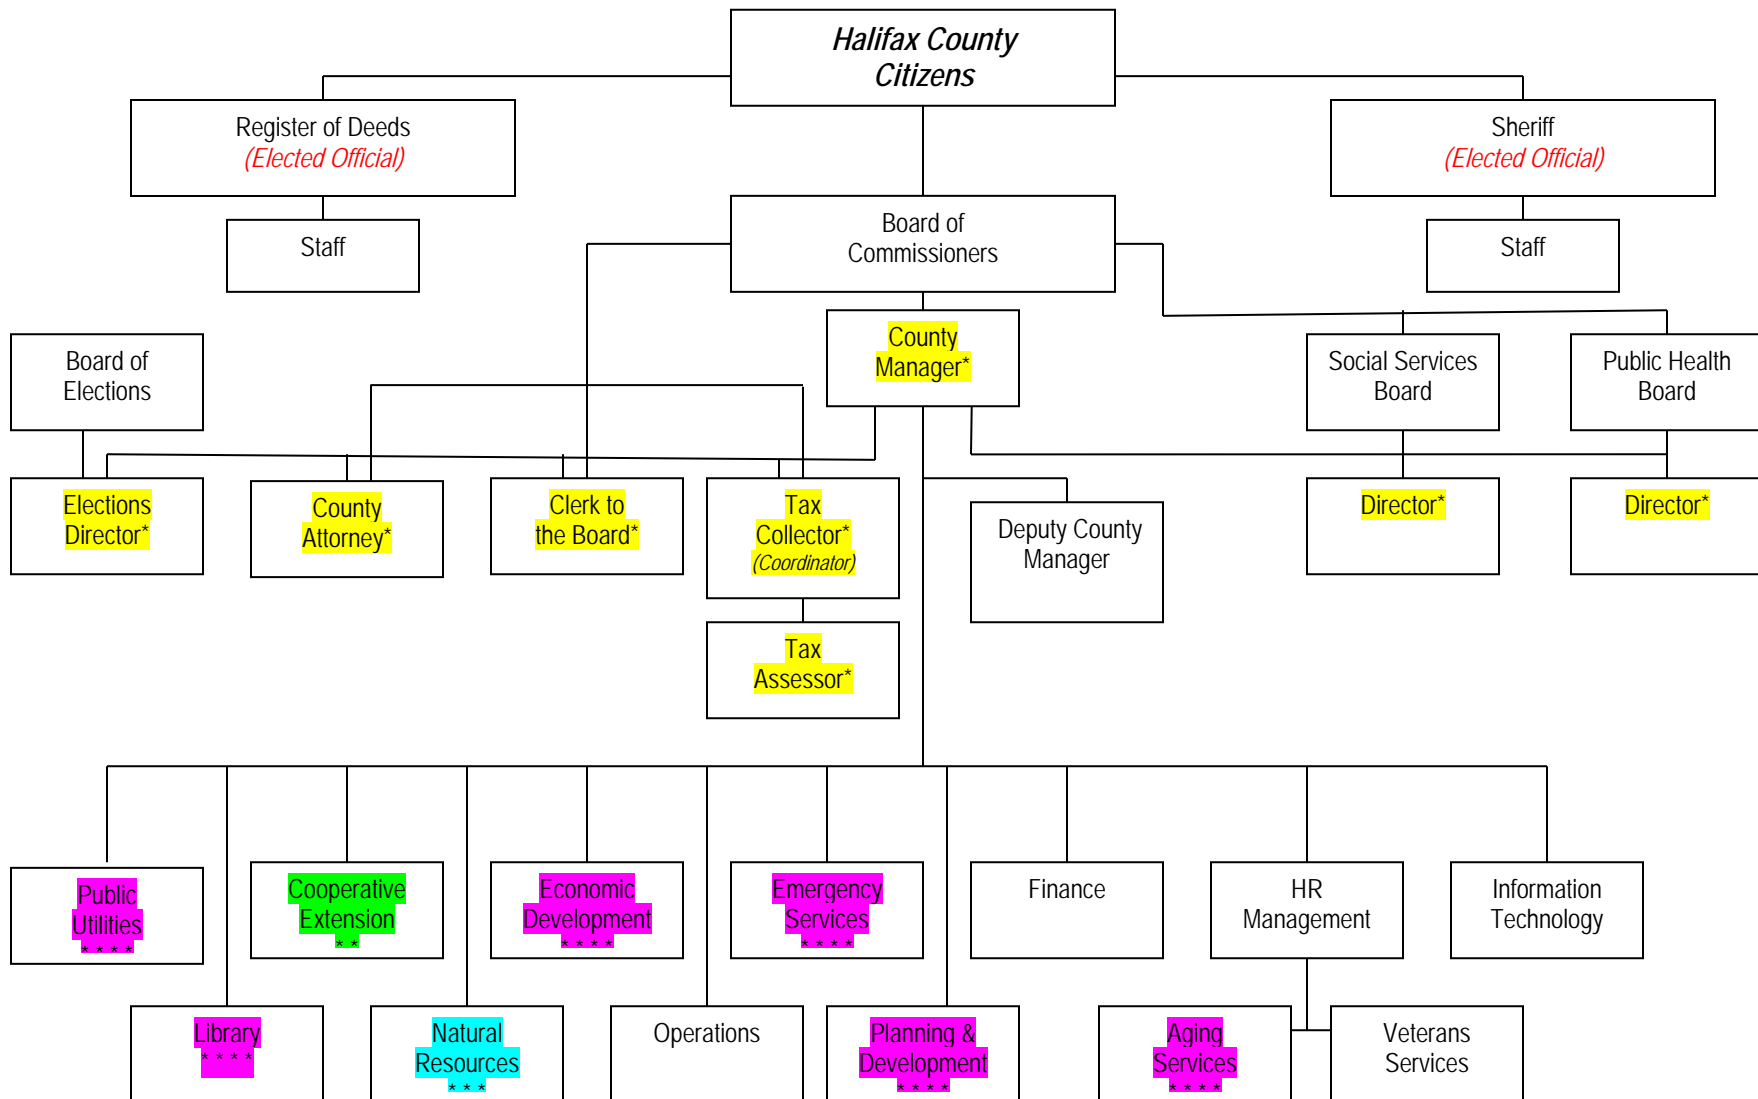 Halifax County
Citizens
Register of Deeds
(Elected Official)
Sheriff
(Elected Official)
Staff
Board of
Commissioners
Staff
County
Manager*
Board of
Elections
Social Services
Board
Public Health
Board
Elections
Director*
County
Attorney*
Clerk to
the Board*
Tax
Collector*
(Coordinator)
Deputy County
Manager
Director*
Director*
Tax
Assessor*
Public
Utilities
* * * *
Cooperative
Extension
* *
Economic
Development
* * * *
Emergency
Services
* * * *
Finance
HR
Management
Information
Technology
Library
* * * *
Natural
Resources
* * *
Operations
Planning &
Development
* * * *
Aging
Services
* * * *
Veterans
Services